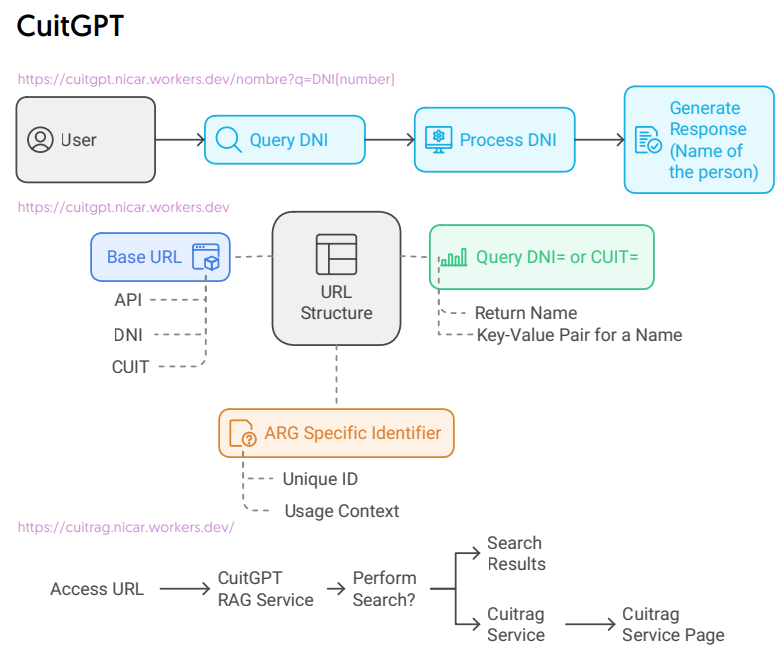 CuitGPT
https://cuitgpt.nicar.workers.dev/nombre?q=DNI(number)
User
Query DNI
Process DNI
Generate
Response
(Name of
the person)
https://cuitgpt.nicar.workers.dev
Base URL
API
DNI
CUIT
URL
Structure
Query DNI= or CUIT=
Return Name
Key-Value Pair for a Name
ARG Specific Identifier
Unique ID
Usage Context
https://cuitrag.nicar.workers.dev/
Access URL
CuitGPT
RAG Service
Perform
Search?
Search
Results
Cuitrag
Service
Cuitrag
Service Page